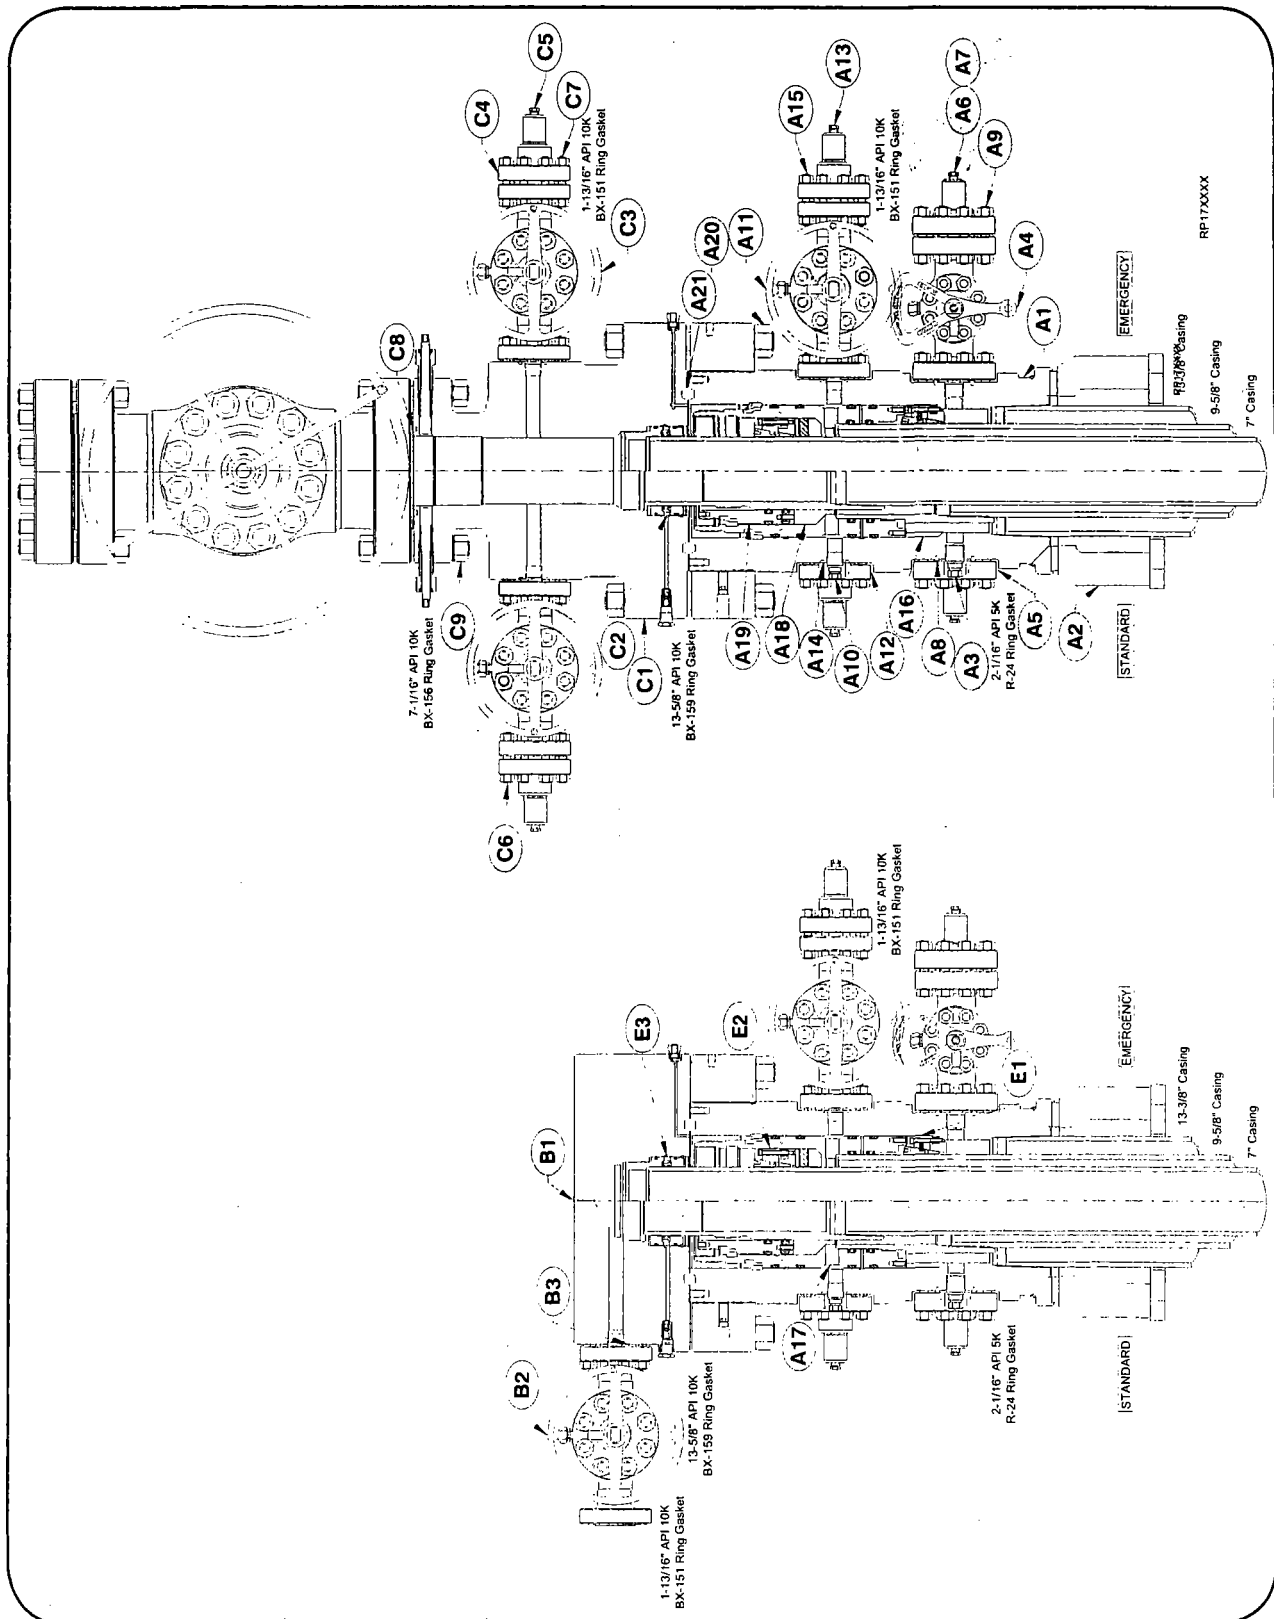 C5
C4
C7
1-13/16" API 10K
BX-151 Ring Gasket
C3
C8
7-1/16" API 10K
BX-156 Ring Gasket
C9
C6
C2
C1
13-5/8" API 10K
BX-159 Ring Gasket
A13
A15
1-13/16" API 10K
BX-151 Ring Gasket
A20
A11
A21
A7
A6
A9
A4
A1
A19
A18
A14
A10
A12
A16
A8
A3
2-1/16" API 5K
R-24 Ring Gasket
A5
A2
STANDARD
EMERGENCY
RP17XXXX
13-3/8" Casing
9-5/8" Casing
7" Casing
B1
B3
B2
1-13/16" API 10K
BX-151 Ring Gasket
13-5/8" API 10K
BX-159 Ring Gasket
E3
E2
1-13/16" API 10K
BX-151 Ring Gasket
E1
A17
2-1/16" API 5K
R-24 Ring Gasket
STANDARD
EMERGENCY
13-3/8" Casing
9-5/8" Casing
7" Casing